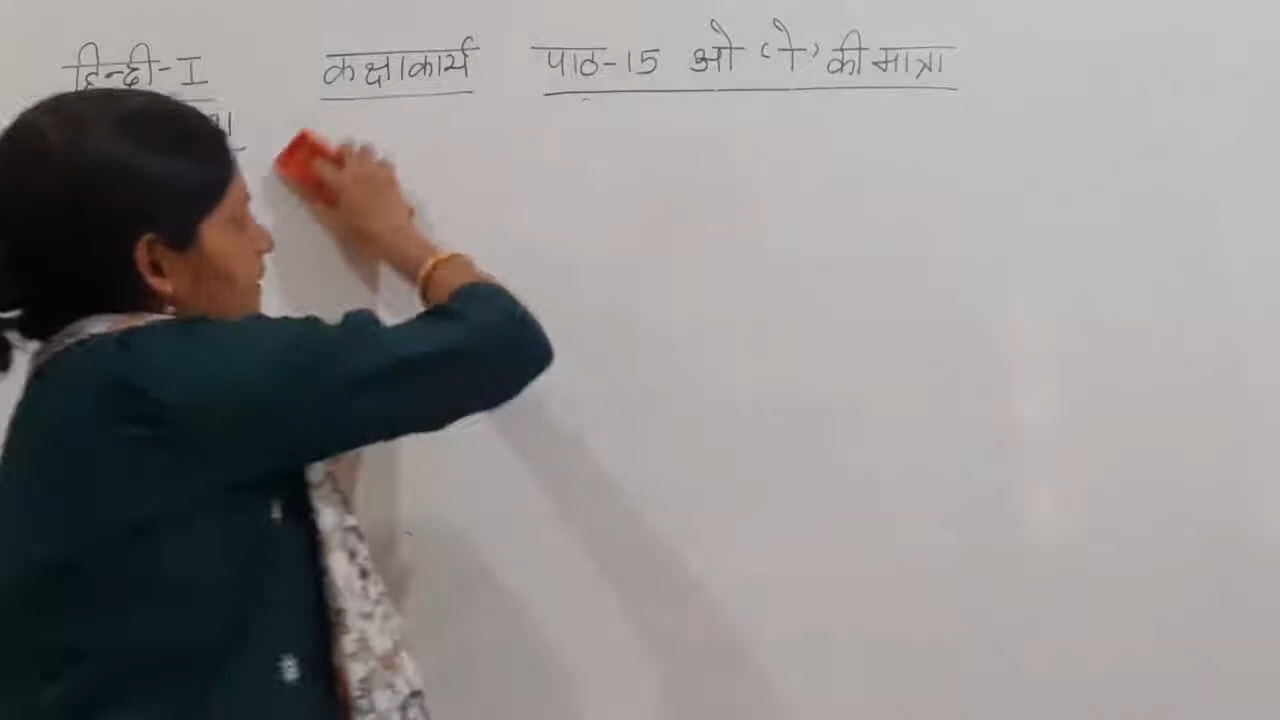 हिन्दी-I कक्षाकार्य पाठ-15 ओ 'ो' की मात्रा